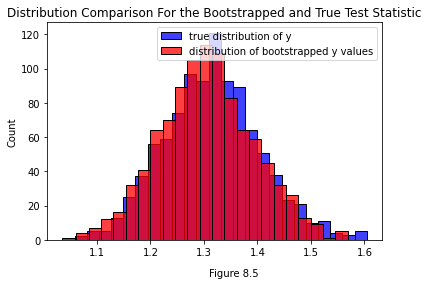 Distribution Comparison For the Bootstrapped and True Test Statistic
true distribution of y
distribution of bootstrapped y values
Count
120
100
80
60
40
20
0
1.1 1.2 1.3 1.4 1.5 1.6
Figure 8.5